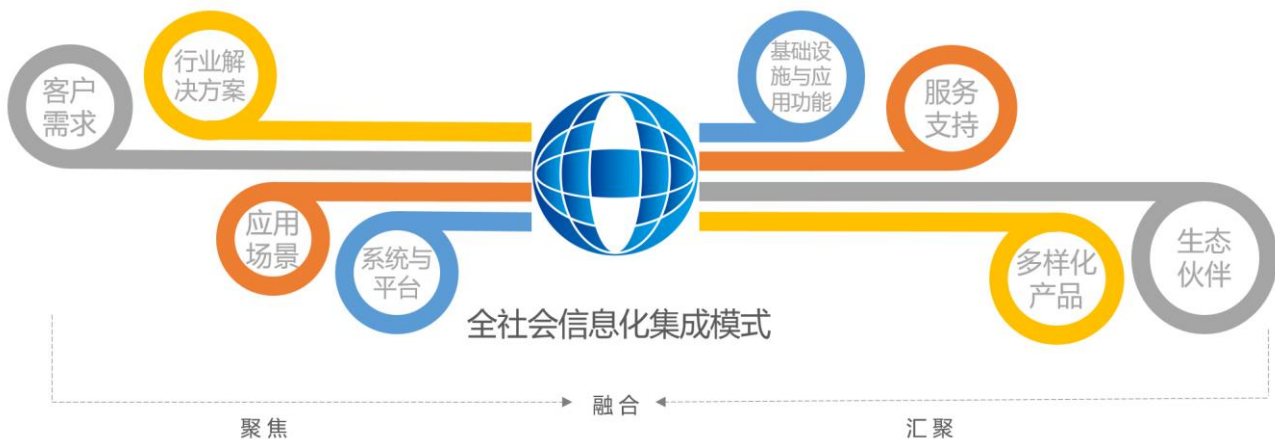 客户
需求
行业解
决方案
应用
场景
系统与
平台
基础设
施与应
用功能
服务
支持
多样化
产品
生态
伙伴
全社会信息化集成模式
聚焦
融合
汇聚